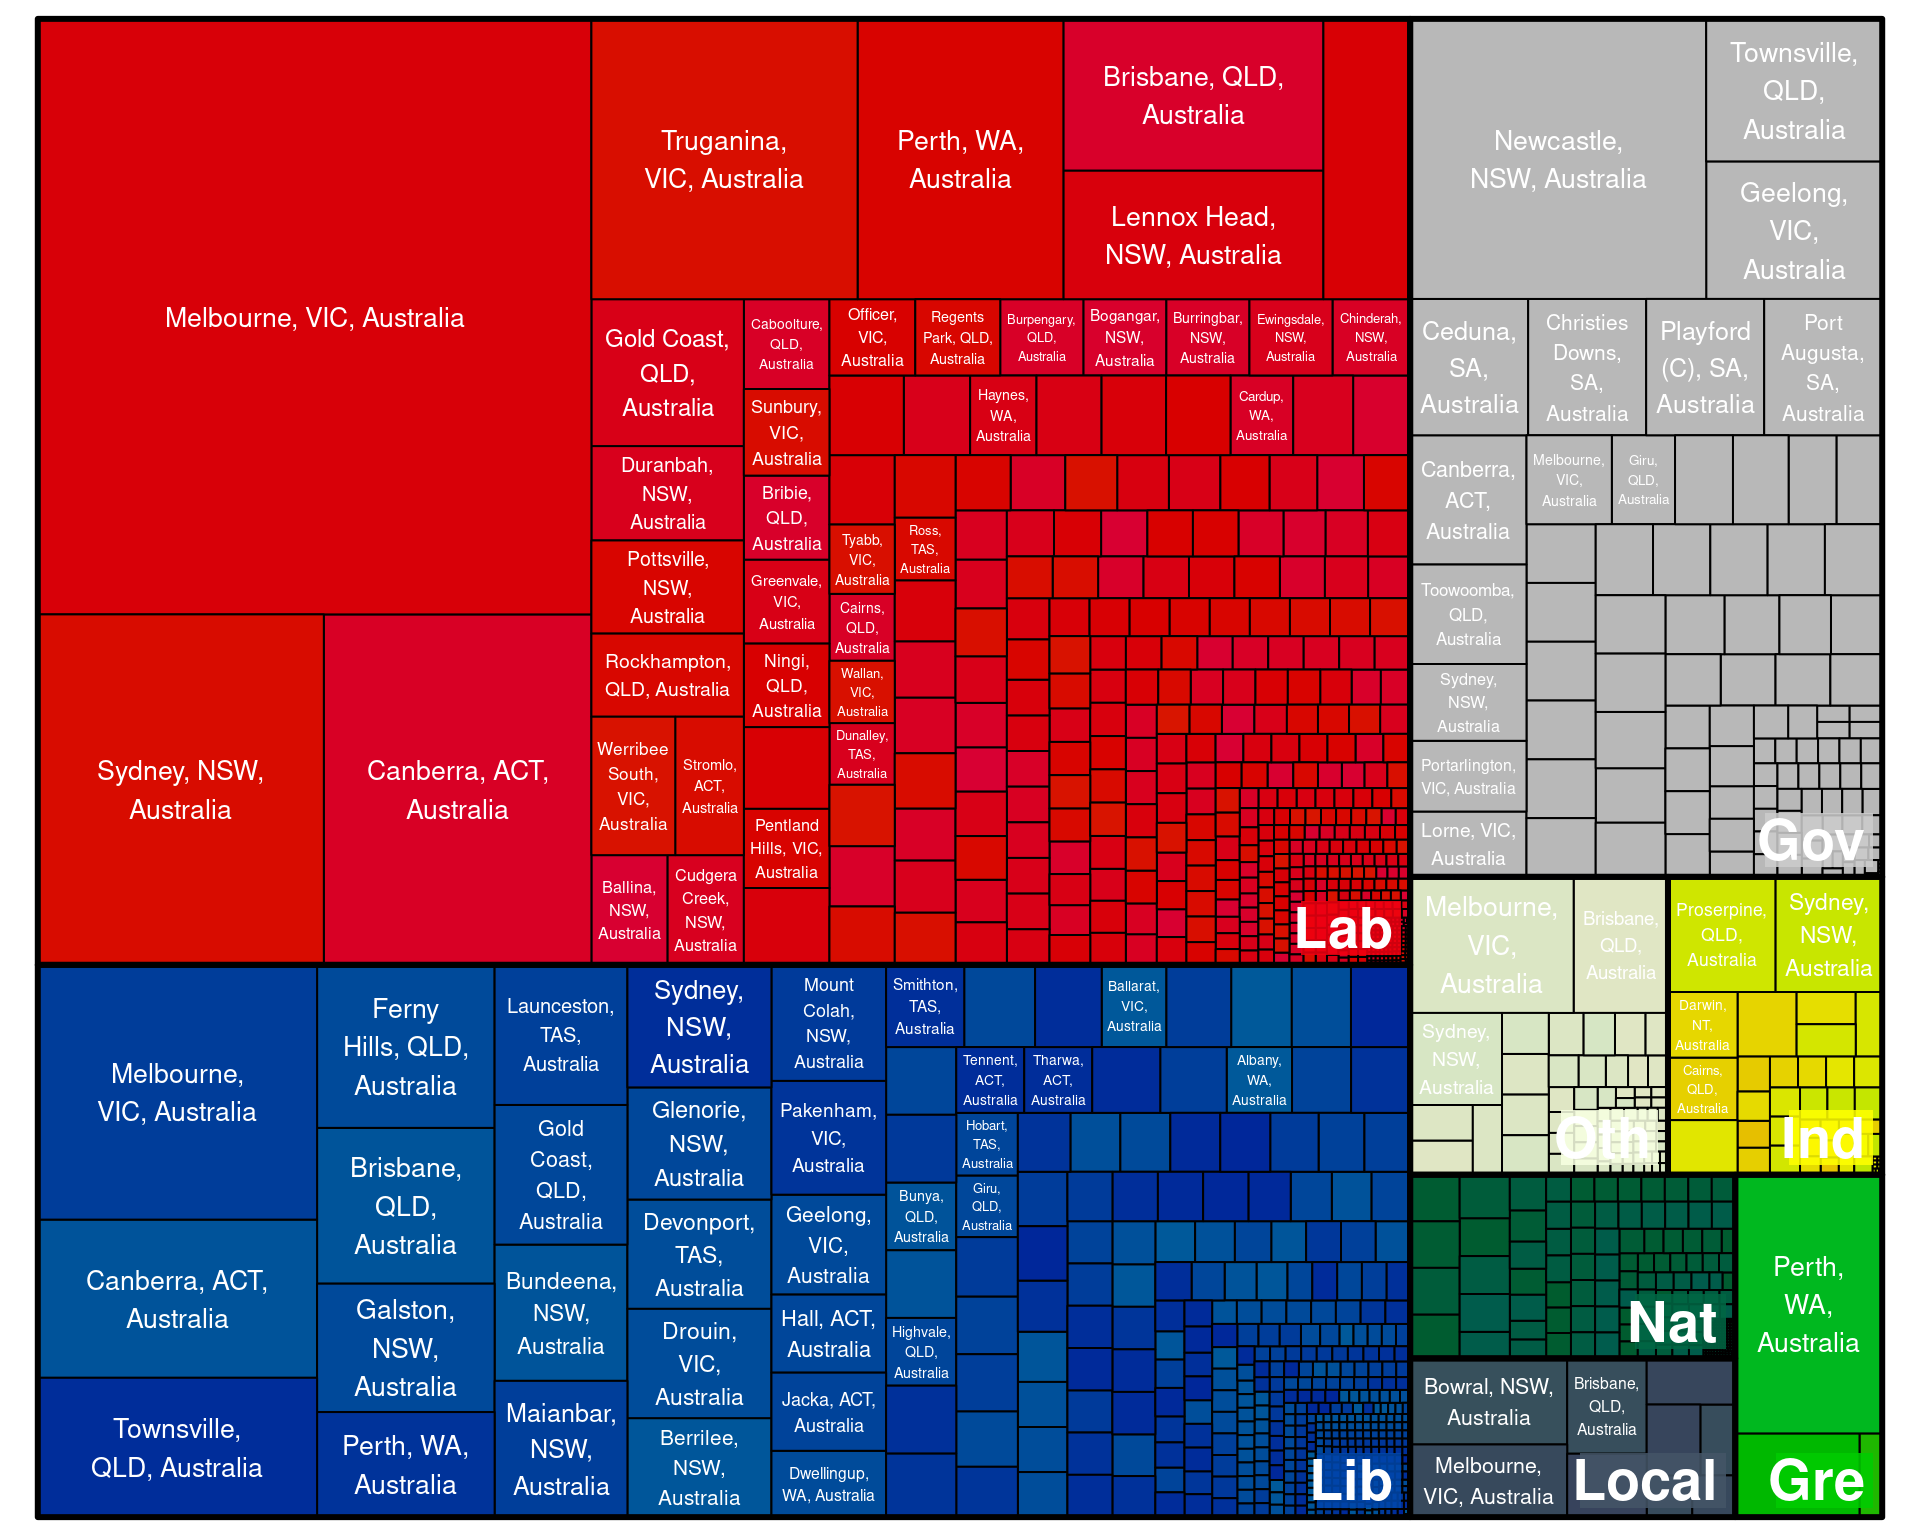 Melbourne, VIC, Australia
Sydney, NSW,
Australia
Canberra, ACT,
Australia
Truganina,
VIC, Australia
Perth, WA,
Australia
Brisbane, QLD,
Australia
Lennox Head,
NSW, Australia
Gold Coast,
QLD,
Australia
Duranbah,
NSW,
Australia
Pottsville,
NSW,
Australia
Rockhampton,
QLD, Australia
Werribee
South,
VIC,
Australia
Stromlo,
ACT,
Australia
Ballina,
NSW,
Australia
Cudgera
Creek,
NSW,
Australia
Caboolture,
QLD,
Australia
Sunbury,
VIC,
Australia
Bribie,
QLD,
Australia
Greenvale,
VIC,
Australia
Ningi,
QLD,
Australia
Pentland
Hills, VIC,
Australia
Officer,
VIC,
Australia
Regents
Park, QLD,
Australia
Burpengary,
QLD,
Australia
Bogangar,
NSW,
Australia
Burringbar,
NSW,
Australia
Ewingsdale,
NSW,
Australia
Chinderah,
NSW,
Australia
Haynes,
WA,
Australia
Cardup,
WA,
Australia
Tyabb,
VIC,
Australia
Ross,
TAS,
Australia
Cairns,
QLD,
Australia
Wallan,
VIC,
Australia
Dunalley,
TAS,
Australia
Lab
Newcastle,
NSW, Australia
Townsville,
QLD,
Australia
Geelong,
VIC,
Australia
Ceduna,
SA,
Australia
Christies
Downs,
SA,
Australia
Playford
(C), SA,
Australia
Port
Augusta,
SA,
Australia
Canberra,
ACT,
Australia
Melbourne,
VIC,
Australia
Giru,
QLD,
Australia
Toowoomba,
QLD,
Australia
Sydney,
NSW,
Australia
Portarlington,
VIC, Australia
Lorne, VIC,
Australia
Gov
Melbourne,
VIC, Australia
Canberra, ACT,
Australia
Townsville,
QLD, Australia
Ferny
Hills, QLD,
Australia
Brisbane,
QLD,
Australia
Galston,
NSW,
Australia
Perth, WA,
Australia
Launceston,
TAS,
Australia
Gold
Coast,
QLD,
Australia
Bundeena,
NSW,
Australia
Maianbar,
NSW,
Australia
Sydney,
NSW,
Australia
Glenorie,
NSW,
Australia
Devonport,
TAS,
Australia
Drouin,
VIC,
Australia
Berrilee,
NSW,
Australia
Mount
Colah,
NSW,
Australia
Pakenham,
VIC,
Australia
Geelong,
VIC,
Australia
Hall, ACT,
Australia
Jacka, ACT,
Australia
Dwellingup,
WA, Australia
Smithton,
TAS,
Australia
Ballarat,
VIC,
Australia
Tennent,
ACT,
Australia
Tharwa,
ACT,
Australia
Albany,
WA,
Australia
Hobart,
TAS,
Australia
Bunya,
QLD,
Australia
Giru,
QLD,
Australia
Highvale,
QLD,
Australia
Lib
Melbourne,
VIC,
Australia
Brisbane,
QLD,
Australia
Sydney,
NSW,
Australia
Oth
Proserpine,
QLD,
Australia
Sydney,
NSW,
Australia
Darwin,
NT,
Australia
Cairns,
QLD,
Australia
Ind
Nat
Perth,
WA,
Australia
Gre
Bowral, NSW,
Australia
Brisbane,
QLD,
Australia
Melbourne,
VIC, Australia
Local